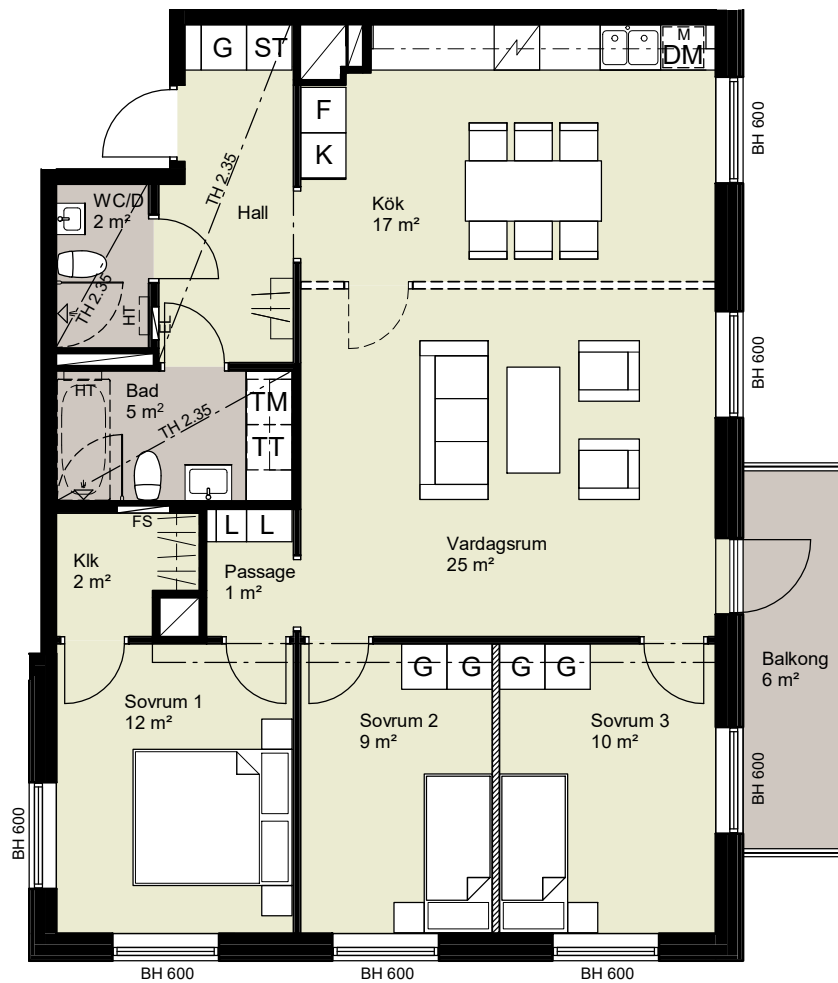 G
ST
M
DM
F
K
BH 600
TH 2.35
WC/D
2 m²
Hall
Kök
17 m²
TH 2.35
HT
EL
BH 600
HT
Bad
5 m²
TH 2.35
TM
TT
FS
L
L
Klk
2 m²
Passage
1 m²
Vardagsrum
25 m²
Balkong
6 m²
G
G
G
G
Sovrum 1
12 m²
Sovrum 2
9 m²
Sovrum 3
10 m²
BH 600
BH 600
BH 600
BH 600
BH 600